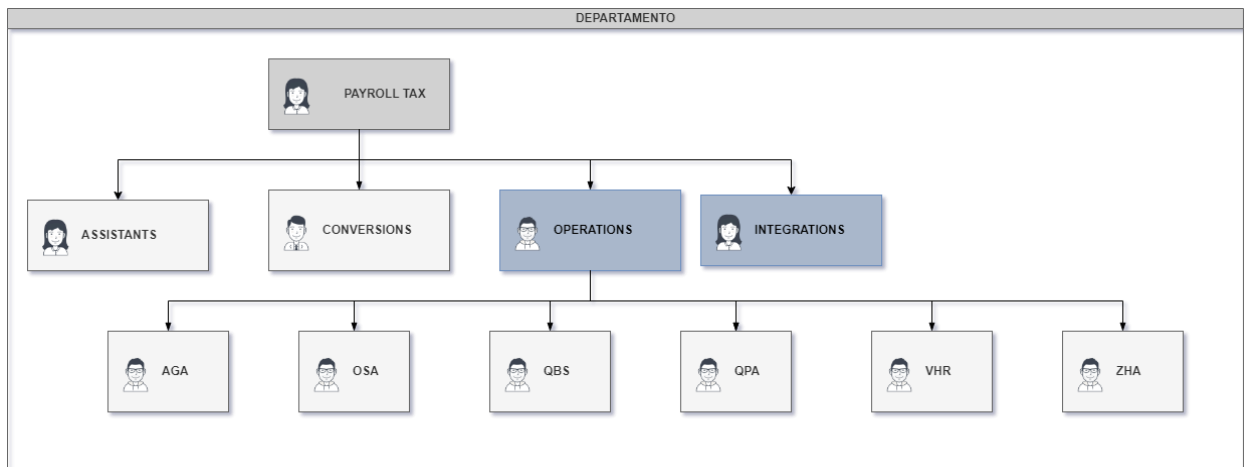 DEPARTAMENTO
PAYROLL TAX
ASSISTANTS
CONVERSIONS
OPERATIONS
INTEGRATIONS
AGA
OSA
QBS
QPA
VHR
ZHA